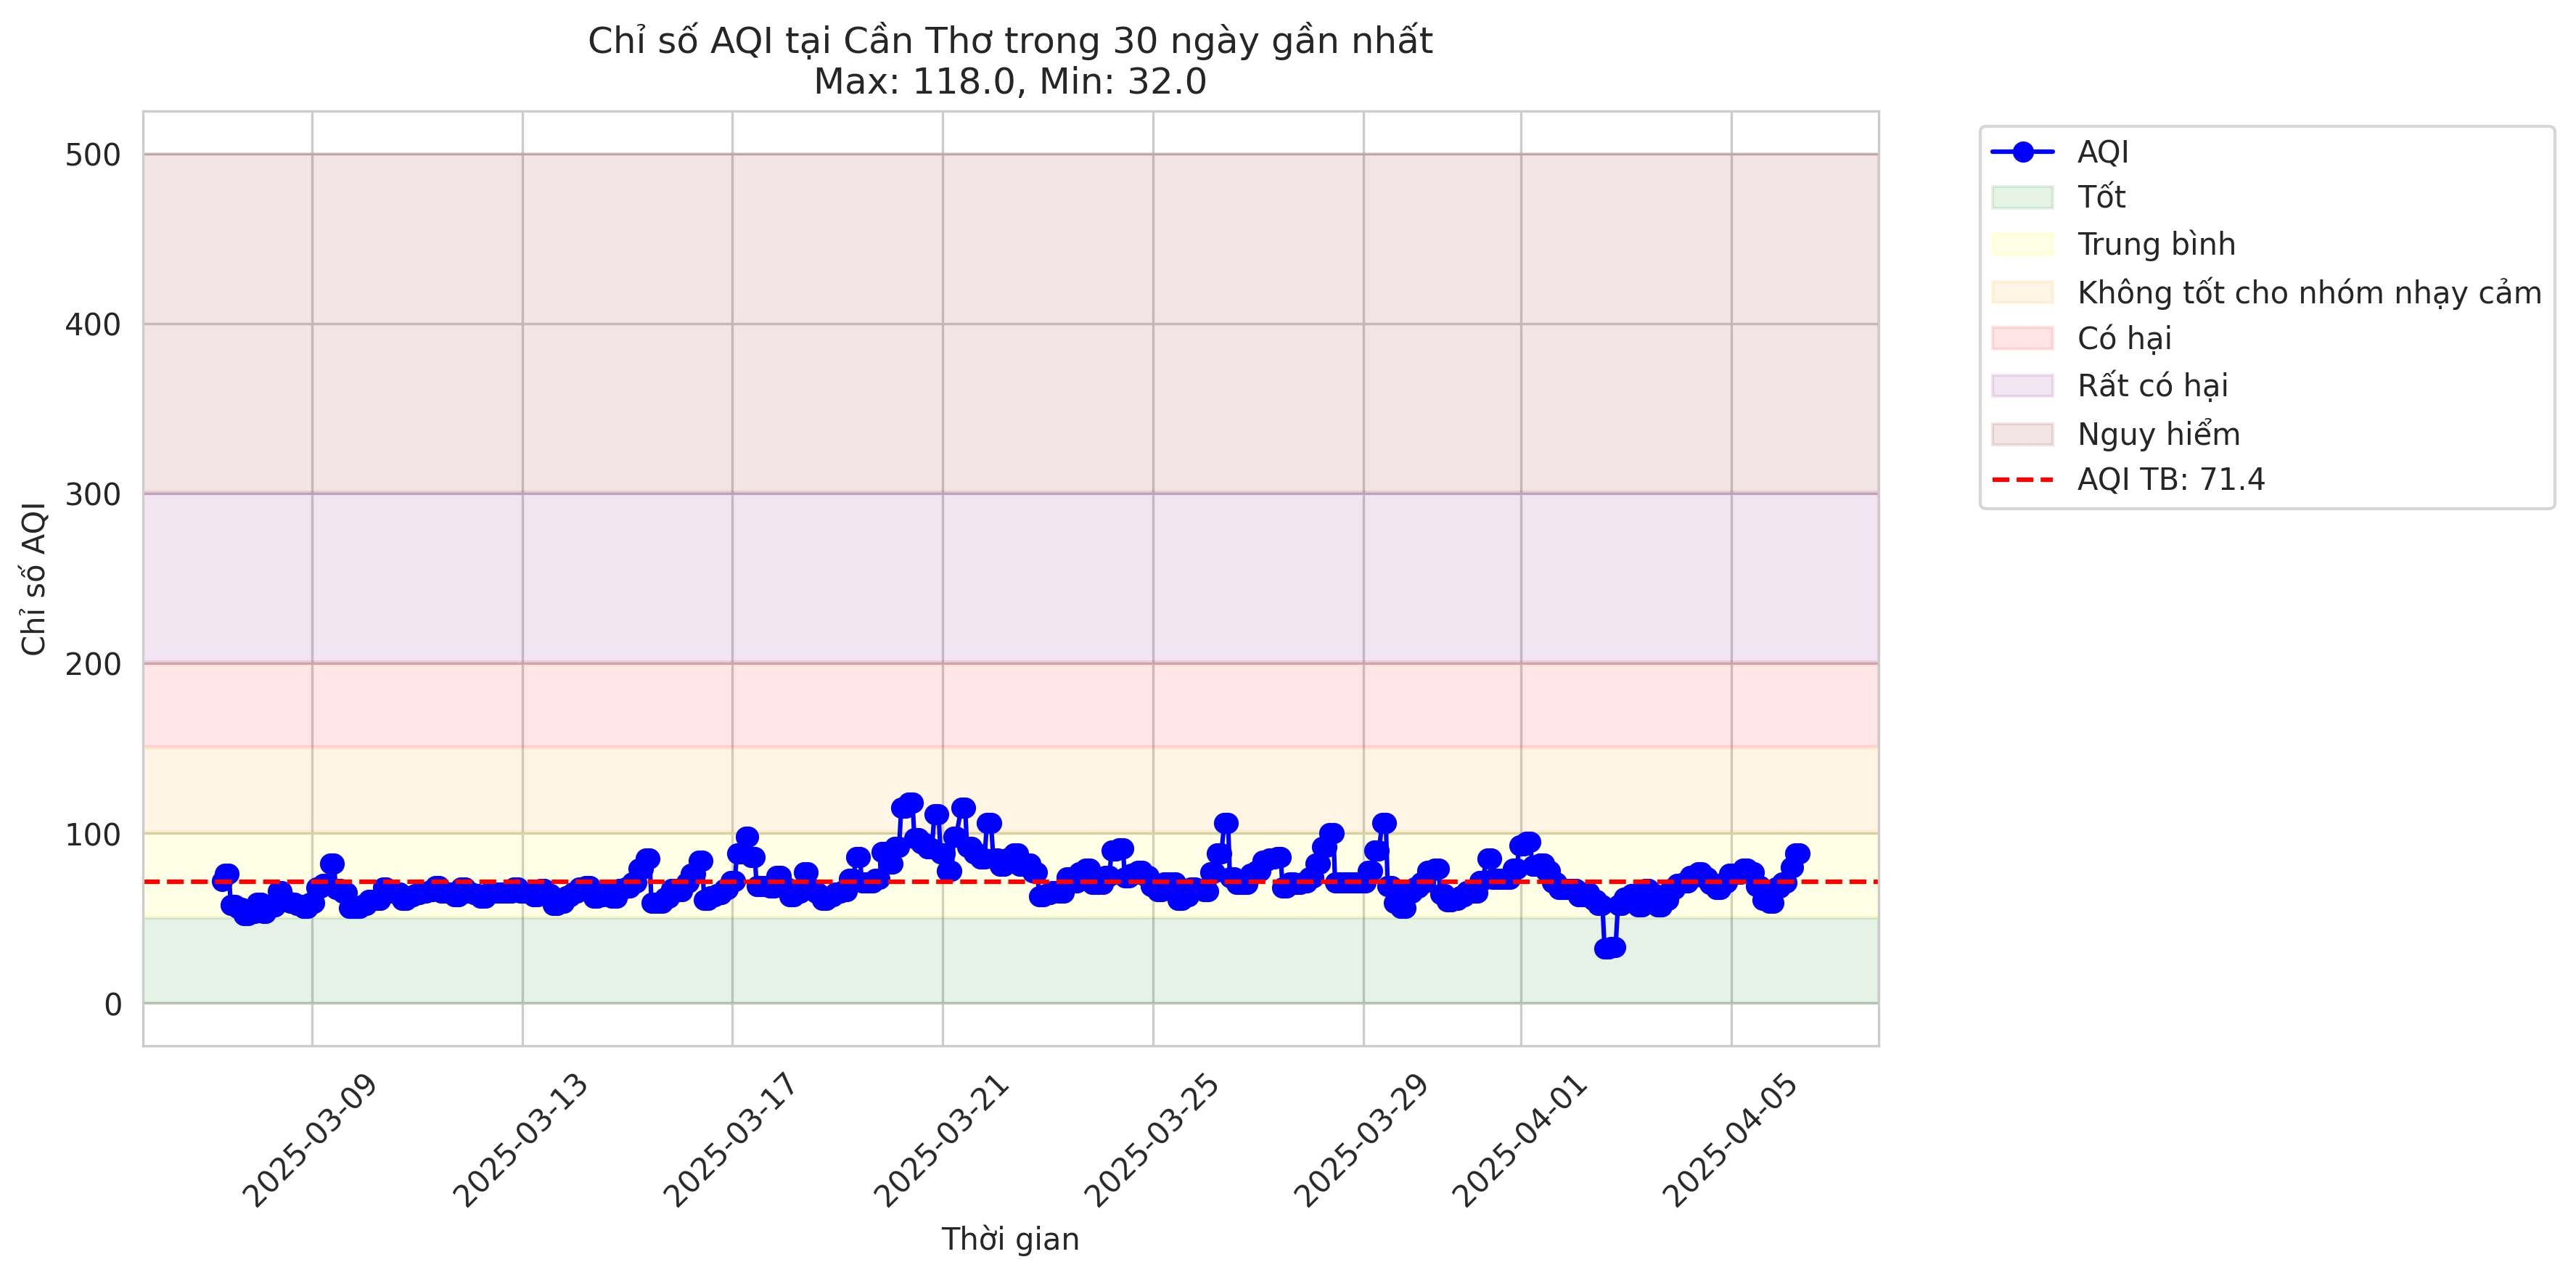 Chỉ số AQI tại Cần Thơ trong 30 ngày gần nhất
Max: 118.0, Min: 32.0
Chỉ số AQI
500
400
300
200
100
0
2025-03-09
2025-03-13
2025-03-17
2025-03-21
2025-03-25
2025-03-29
2025-04-01
2025-04-05
Thời gian
AQI
Tốt
Trung bình
Không tốt cho nhóm nhạy cảm
Có hại
Rất có hại
Nguy hiểm
AQI TB: 71.4